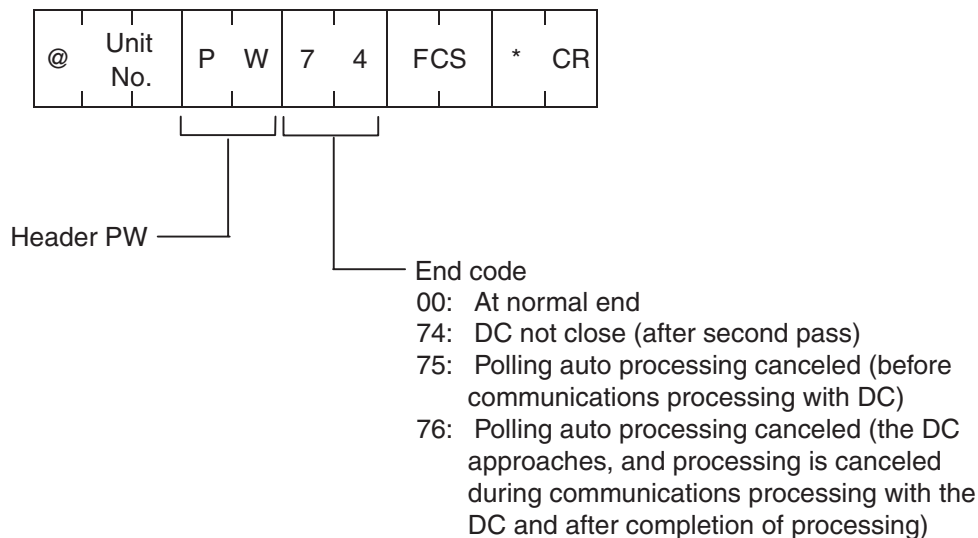 @ Unit No. P W 7 4 FCS * CR
Header PW
End code
00: At normal end
74: DC not close (after second pass)
75: Polling auto processing canceled (before
communications processing with DC)
76: Polling auto processing canceled (the DC
approaches, and processing is canceled
during communications processing with the
DC and after completion of processing)